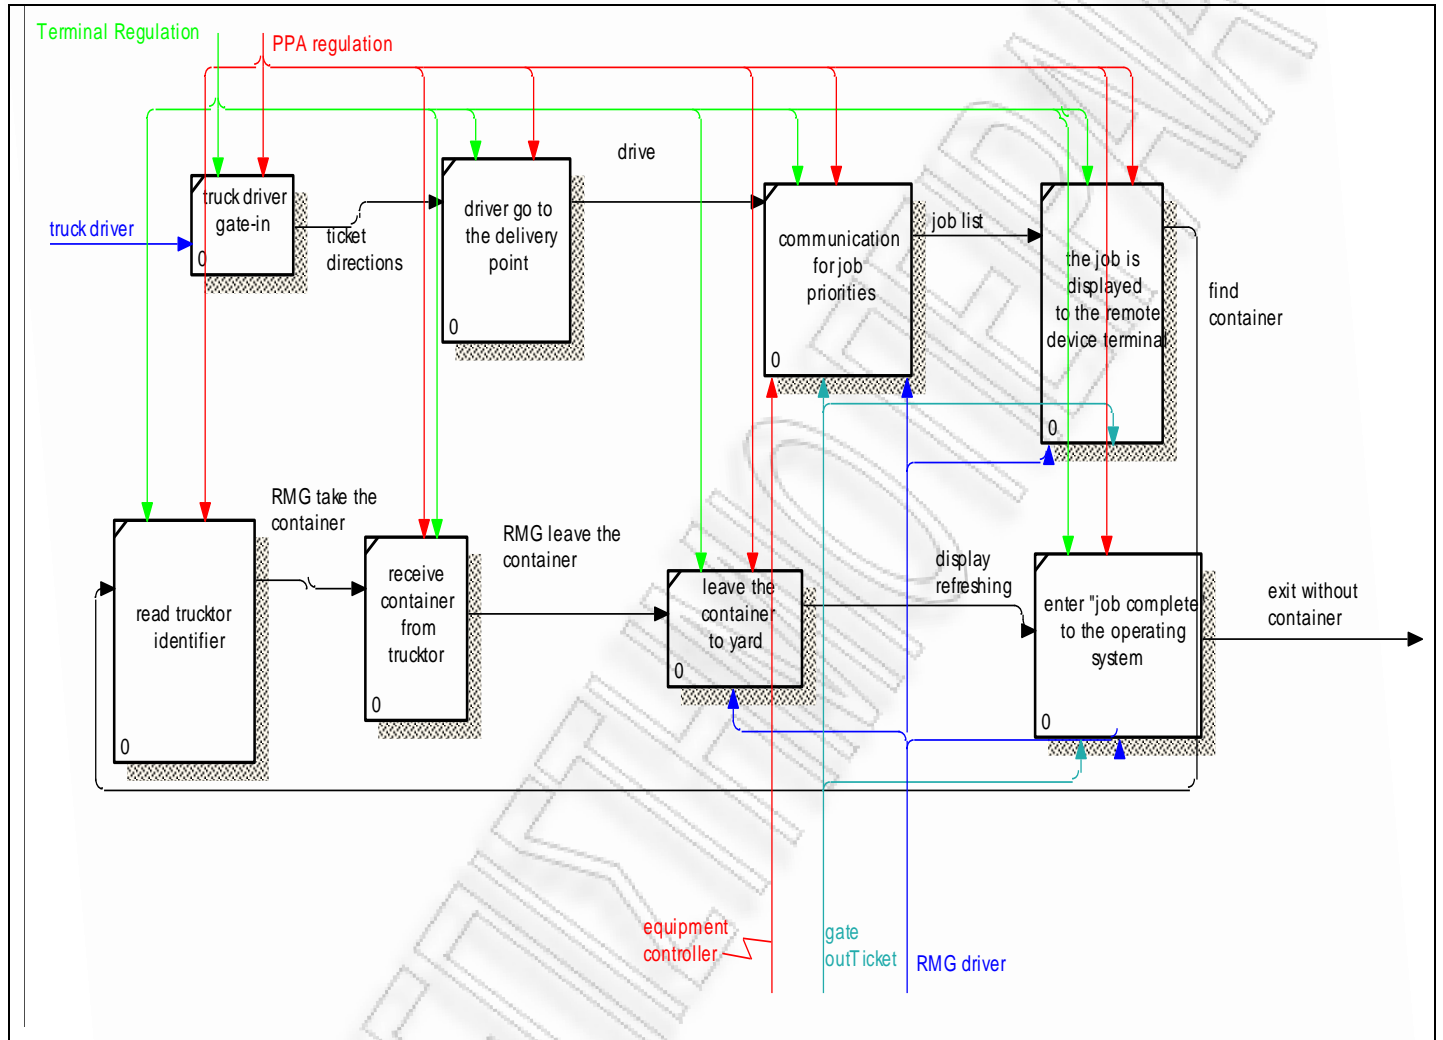 Terminal Regulation
PPA regulation
truck driver
truck driver
gate-in
0
ticket
directions
driver go to
the delivery
point
0
drive
communication
for job
priorities
0
job list
the job is
displayed
to the remote
device terminal
0
find
container
read trucktor
identifier
0
RMG take the
container
receive
container
from
trucktor
0
RMG leave the
container
leave the
container
to yard
0
display
refreshing
enter "job complete
to the operating
system
0
exit without
container
equipment
controller
gate
outTicket
RMG driver